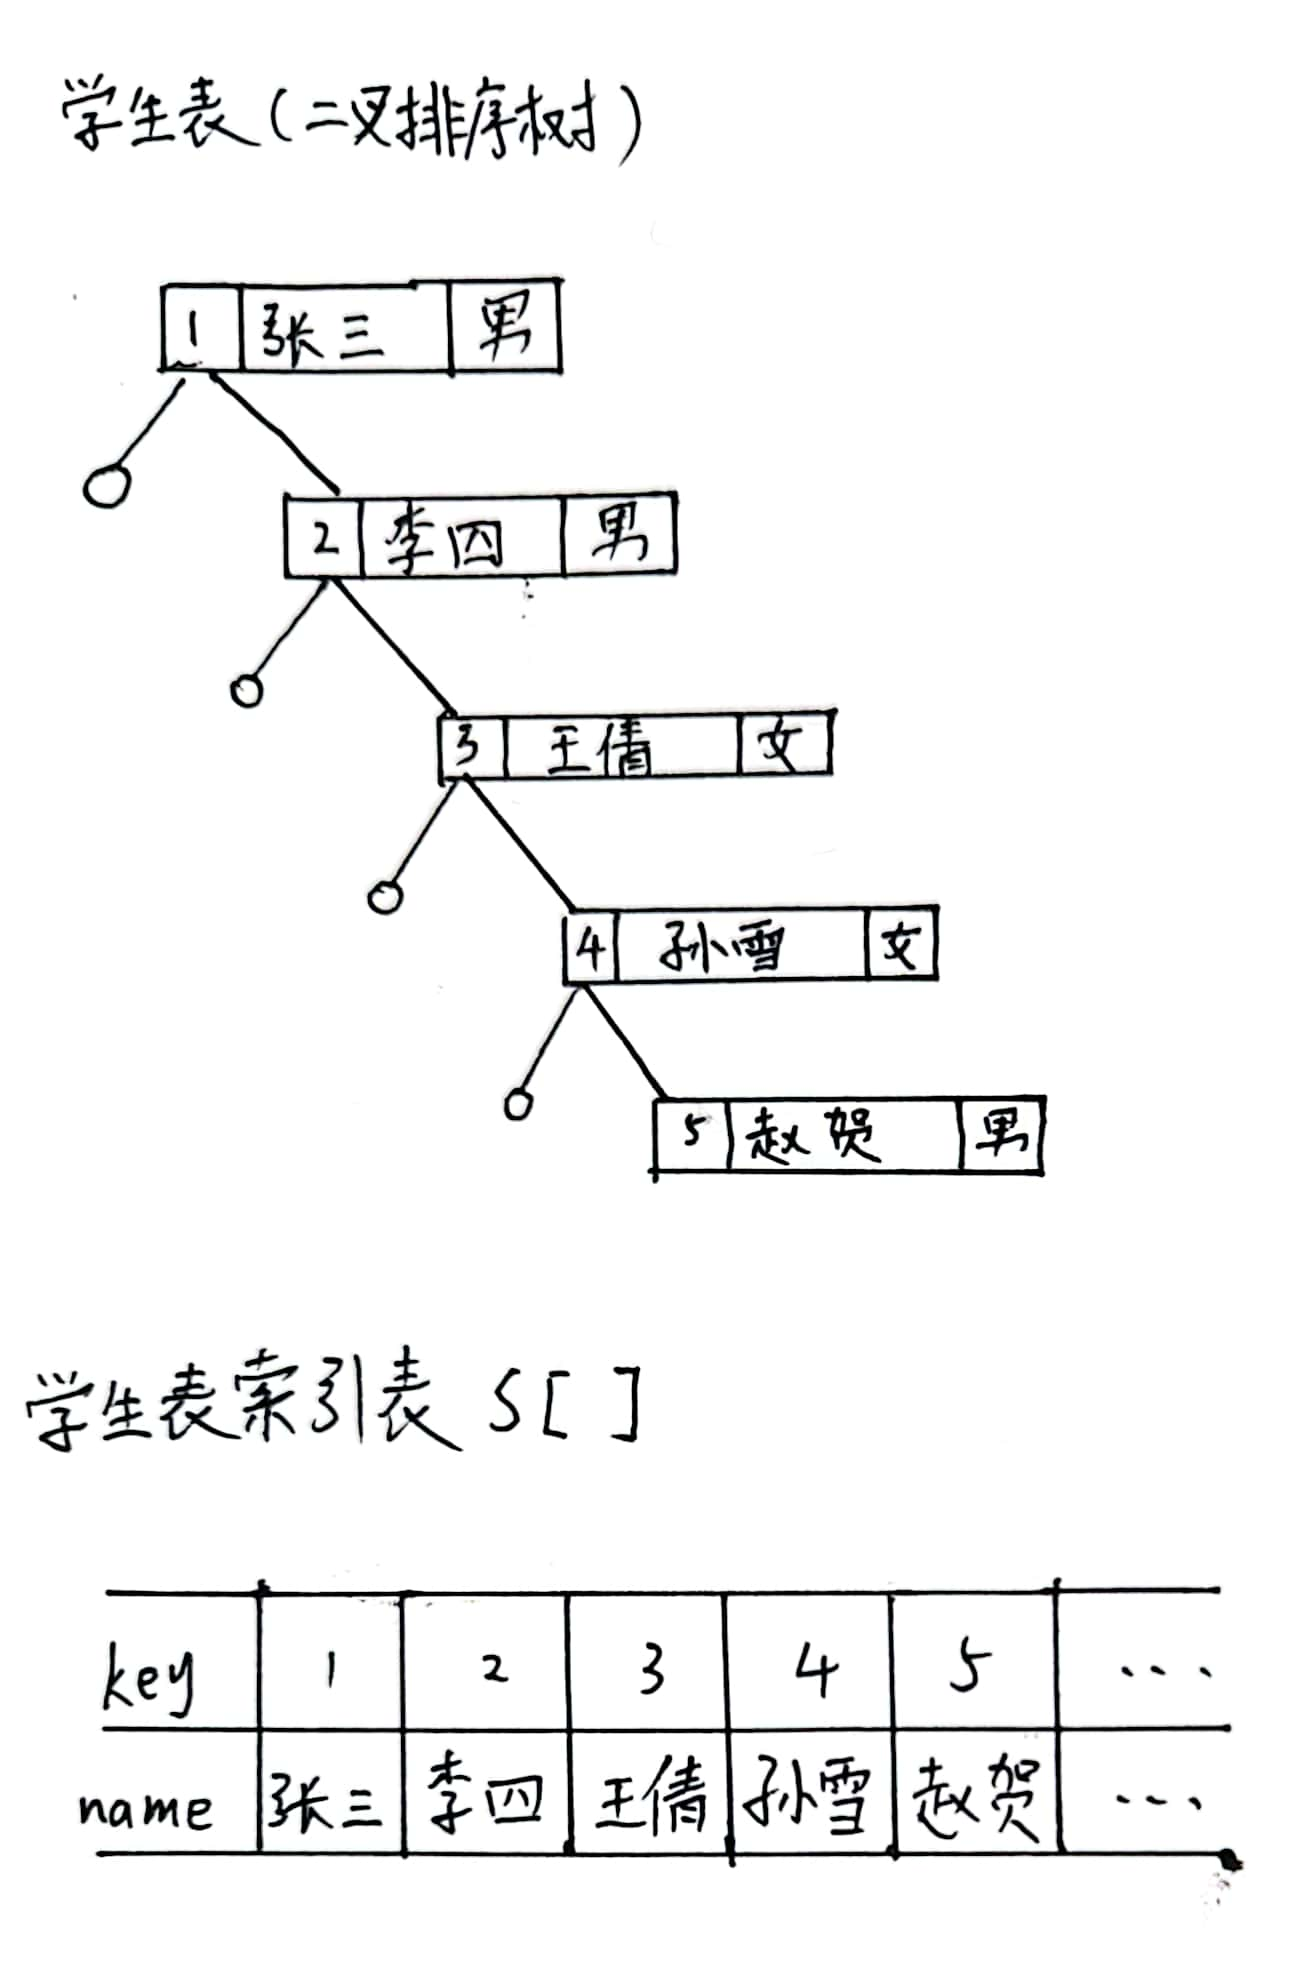 学生表(二叉排序树)
1 张三 男
2 李四 男
3 王倩 女
4 孙雪 女
5 赵贺 男
学生表索引表 S[ ]
key 1 2 3 4 5 ...
name 张三 李四 王倩 孙雪 赵贺 ...